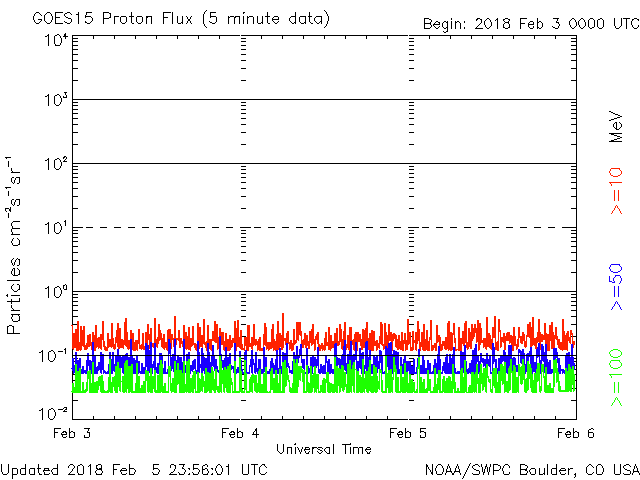 GOES15 Proton Flux (5 minute data)
Begin: 2018 Feb 3 0000 UTC
Particles cm⁻²s⁻¹sr⁻¹
10⁴
10³
10²
10¹
10⁰
10⁻¹
10⁻²
Feb 3
Feb 4
Feb 5
Feb 6
Universal Time
MeV
>=10
>=50
>=100
Updated 2018 Feb 5 23:56:01 UTC
NOAA/SWPC Boulder, CO USA